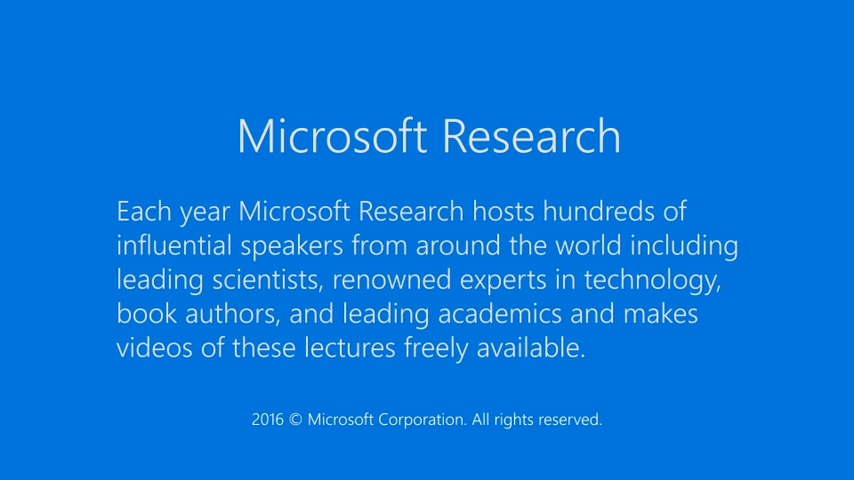 Microsoft Research
Each year Microsoft Research hosts hundreds of
influential speakers from around the world including
leading scientists, renowned experts in technology,
book authors, and leading academics and makes
videos of these lectures freely available.
2016 © Microsoft Corporation. All rights reserved.